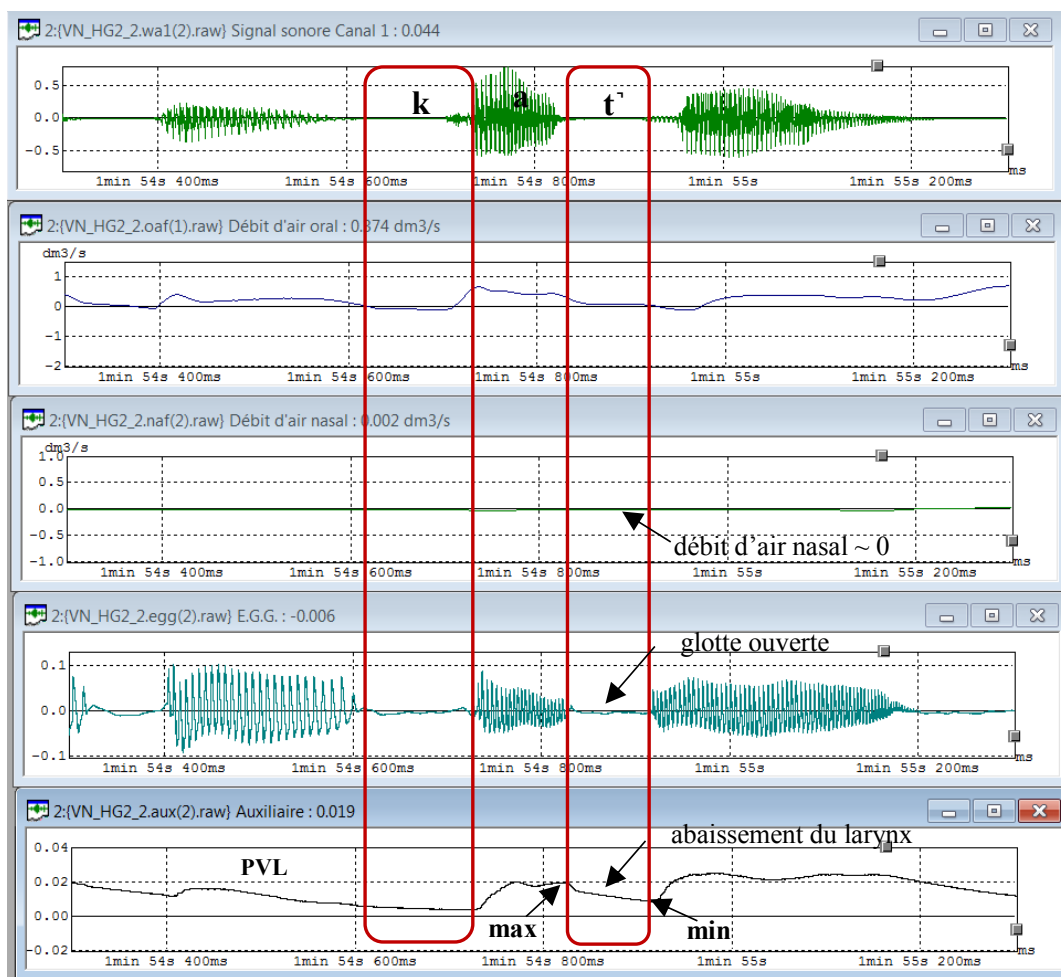 2:{VN_HG2_2.wa1(2).raw} Signal sonore Canal 1 : 0.044
k a t̚
0.5
0.0
-0.5
1min 54s 400ms 1min 54s 600ms 1min 54s 800ms 1min 55s 1min 55s 200ms ms
2:{VN_HG2_2.oaf(1).raw} Débit d'air oral : 0.374 dm3/s
dm3/s
1
0
-1
-2
1min 54s 400ms 1min 54s 600ms 1min 54s 800ms 1min 55s 1min 55s 200ms ms
2:{VN_HG2_2.naf(2).raw} Débit d'air nasal : 0.002 dm3/s
dm3/s
1.0
0.5
0.0
-0.5
débit d’air nasal ~ 0
-1.0
1min 54s 400ms 1min 54s 600ms 1min 54s 800ms 1min 55s 1min 55s 200ms ms
2:{VN_HG2_2.egg(2).raw} E.G.G. : -0.006
glotte ouverte
0.1
0.0
-0.1
1min 54s 400ms 1min 54s 600ms 1min 54s 800ms 1min 55s 1min 55s 200ms ms
2:{VN_HG2_2.aux(2).raw} Auxiliaire : 0.019
abaissement du larynx
0.04
PVL
0.02
0.00
max min
-0.02
1min 54s 400ms 1min 54s 600ms 1min 54s 800ms 1min 55s 1min 55s 200ms ms